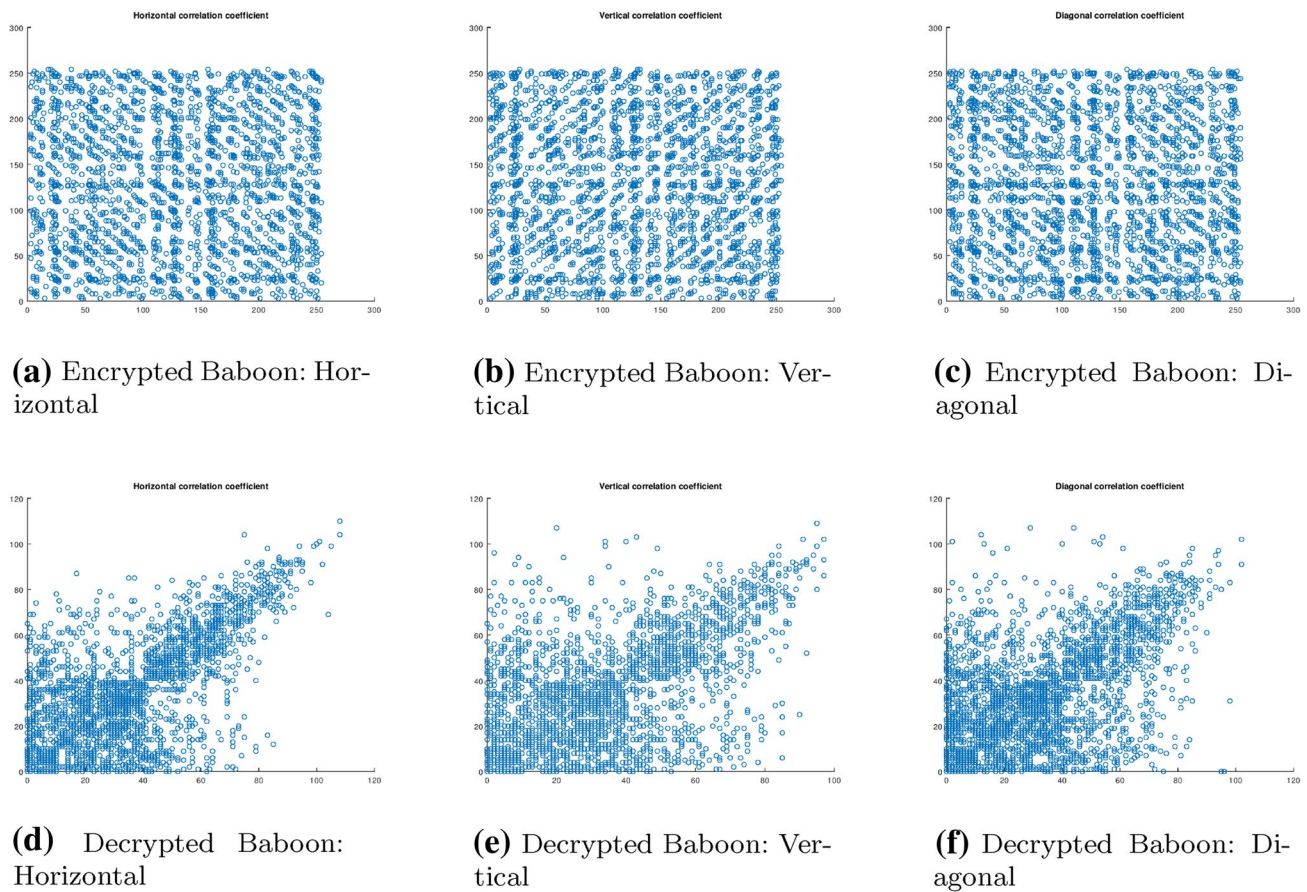 Horizontal correlation coefficient
300
250
200
150
100
50
0
0 50 100 150 200 250 300
(a) Encrypted Baboon: Hor-
izontal
Vertical correlation coefficient
300
250
200
150
100
50
0
0 50 100 150 200 250 300
(b) Encrypted Baboon: Ver-
tical
Diagonal correlation coefficient
300
250
200
150
100
50
0
0 50 100 150 200 250 300
(c) Encrypted Baboon: Di-
agonal
Horizontal correlation coefficient
120
100
80
60
40
20
0
0 20 40 60 80 100 120
(d) Decrypted Baboon:
Horizontal
Vertical correlation coefficient
120
100
80
60
40
20
0
0 20 40 60 80 100
(e) Decrypted Baboon: Ver-
tical
Diagonal correlation coefficient
120
100
80
60
40
20
0
0 20 40 60 80 100 120
(f) Decrypted Baboon: Di-
agonal